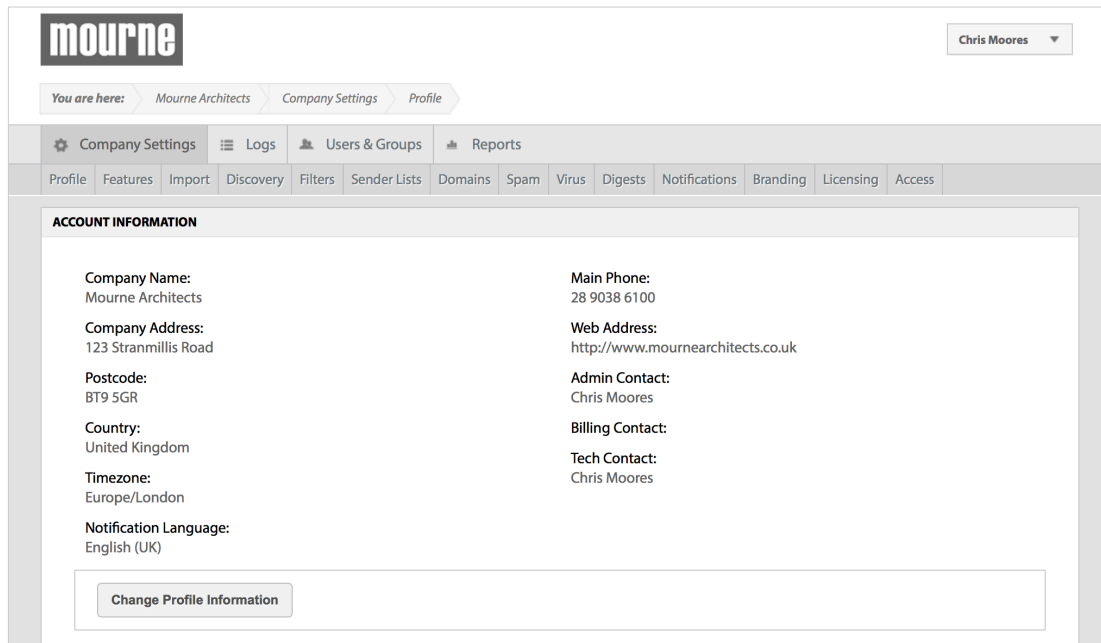 mourne
Chris Moores
You are here: Mourne Architects Company Settings Profile
Company Settings Logs Users & Groups Reports
Profile Features Import Discovery Filters Sender Lists Domains Spam Virus Digests Notifications Branding Licensing Access
ACCOUNT INFORMATION
Company Name:
Mourne Architects
Company Address:
123 Stranmillis Road
Postcode:
BT9 5GR
Country:
United Kingdom
Timezone:
Europe/London
Notification Language:
English (UK)
Main Phone:
28 9038 6100
Web Address:
http://www.mournearchitects.co.uk
Admin Contact:
Chris Moores
Billing Contact:
Tech Contact:
Chris Moores
Change Profile Information